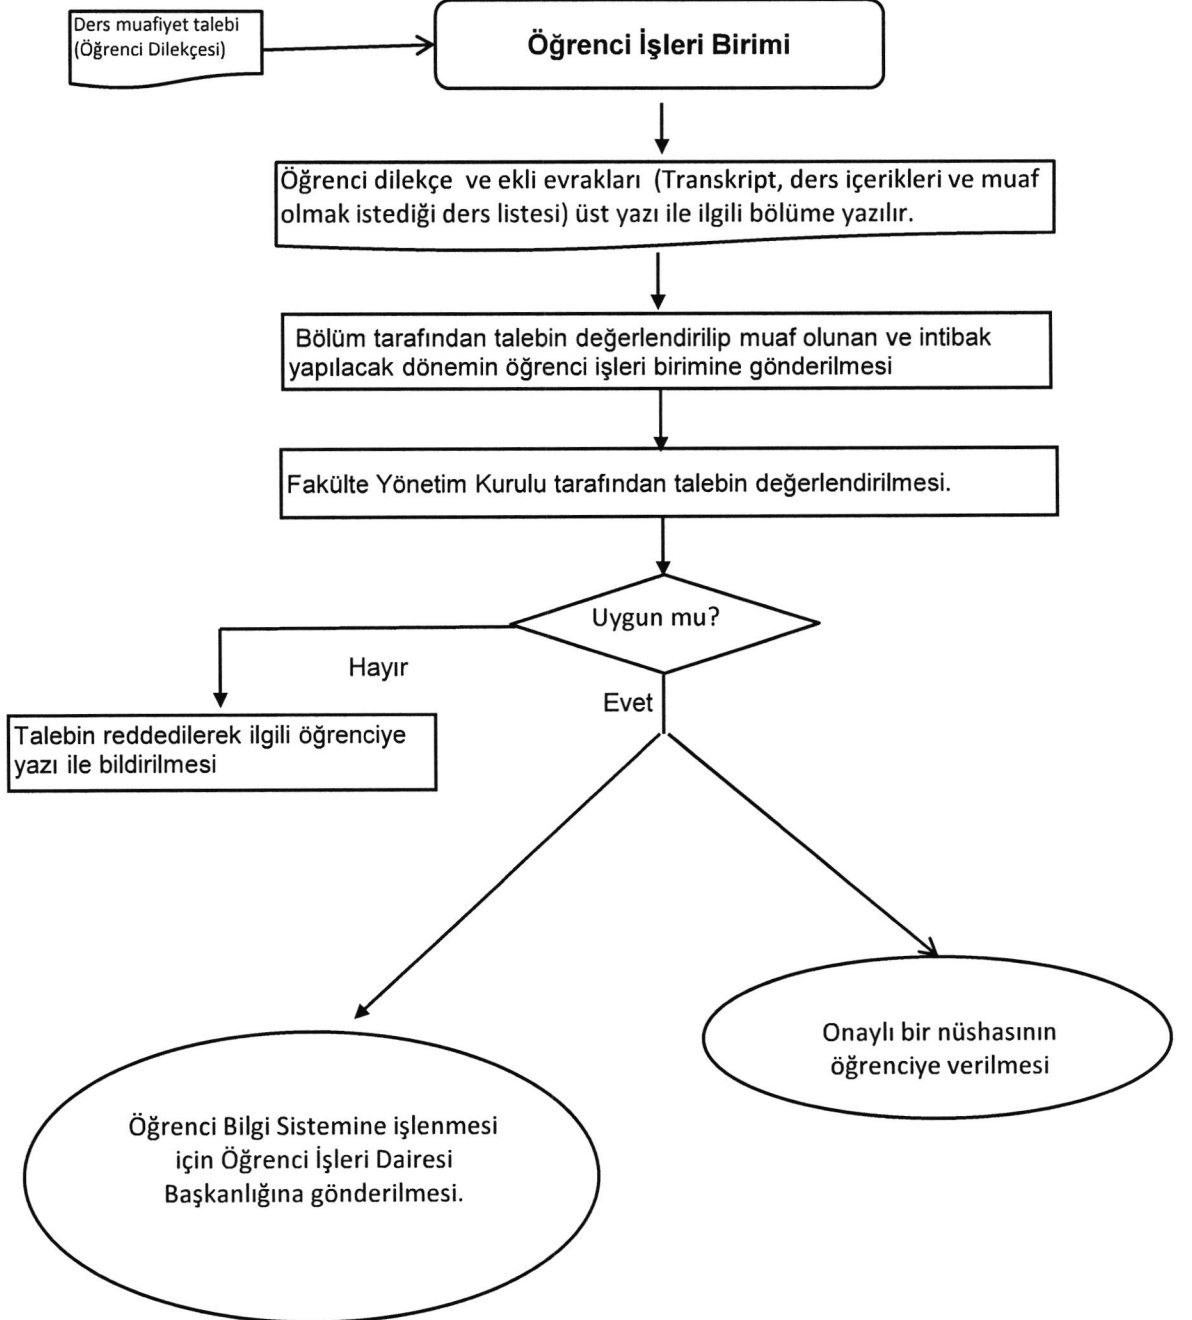 Ders muafiyet talebi
(Öğrenci Dilekçesi)
Öğrenci İşleri Birimi
Öğrenci dilekçe ve ekli evrakları (Transkript, ders içerikleri ve muaf
olmak istediği ders listesi) üst yazı ile ilgili bölüme yazılır.
Bölüm tarafından talebin değerlendirilip muaf olunan ve intibak
yapılacak dönemin öğrenci işleri birimine gönderilmesi
Fakülte Yönetim Kurulu tarafından talebin değerlendirilmesi.
Uygun mu?
Hayır
Evet
Talebin reddedilerek ilgili öğrenciye
yazı ile bildirilmesi
Onaylı bir nüshasının
öğrenciye verilmesi
Öğrenci Bilgi Sistemine işlenmesi
için Öğrenci İşleri Dairesi
Başkanlığına gönderilmesi.